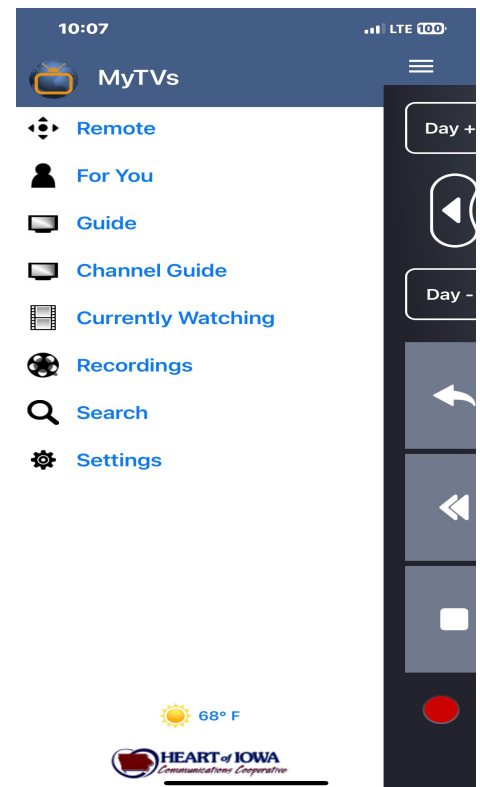 10:07
LTE 100
MyTVs
Remote
Day +
For You
Guide
Channel Guide
Day -
Currently Watching
Recordings
Search
Settings
68° F
HEART of IOWA
Communications Cooperative